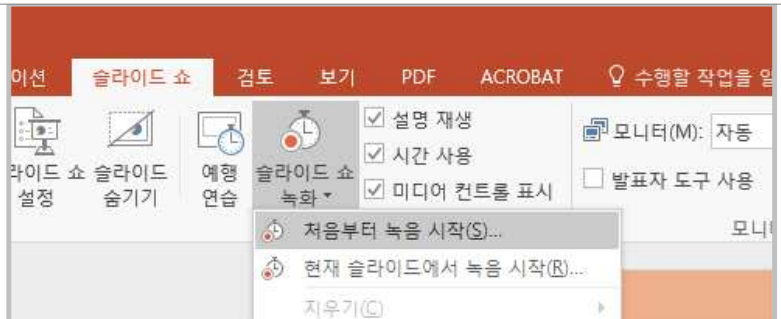 이션 슬라이드 쇼 검토 보기 PDF ACROBAT 수행할 작업을
슬라이드 쇼 설정
슬라이드 숨기기
예행 연습
슬라이드 쇼 녹화
설명 재생
시간 사용
미디어 컨트롤 표시
모니터(M): 자동
발표자 도구 사용
모니
처음부터 녹음 시작(S)...
현재 슬라이드에서 녹음 시작(R)...
지우기(C)